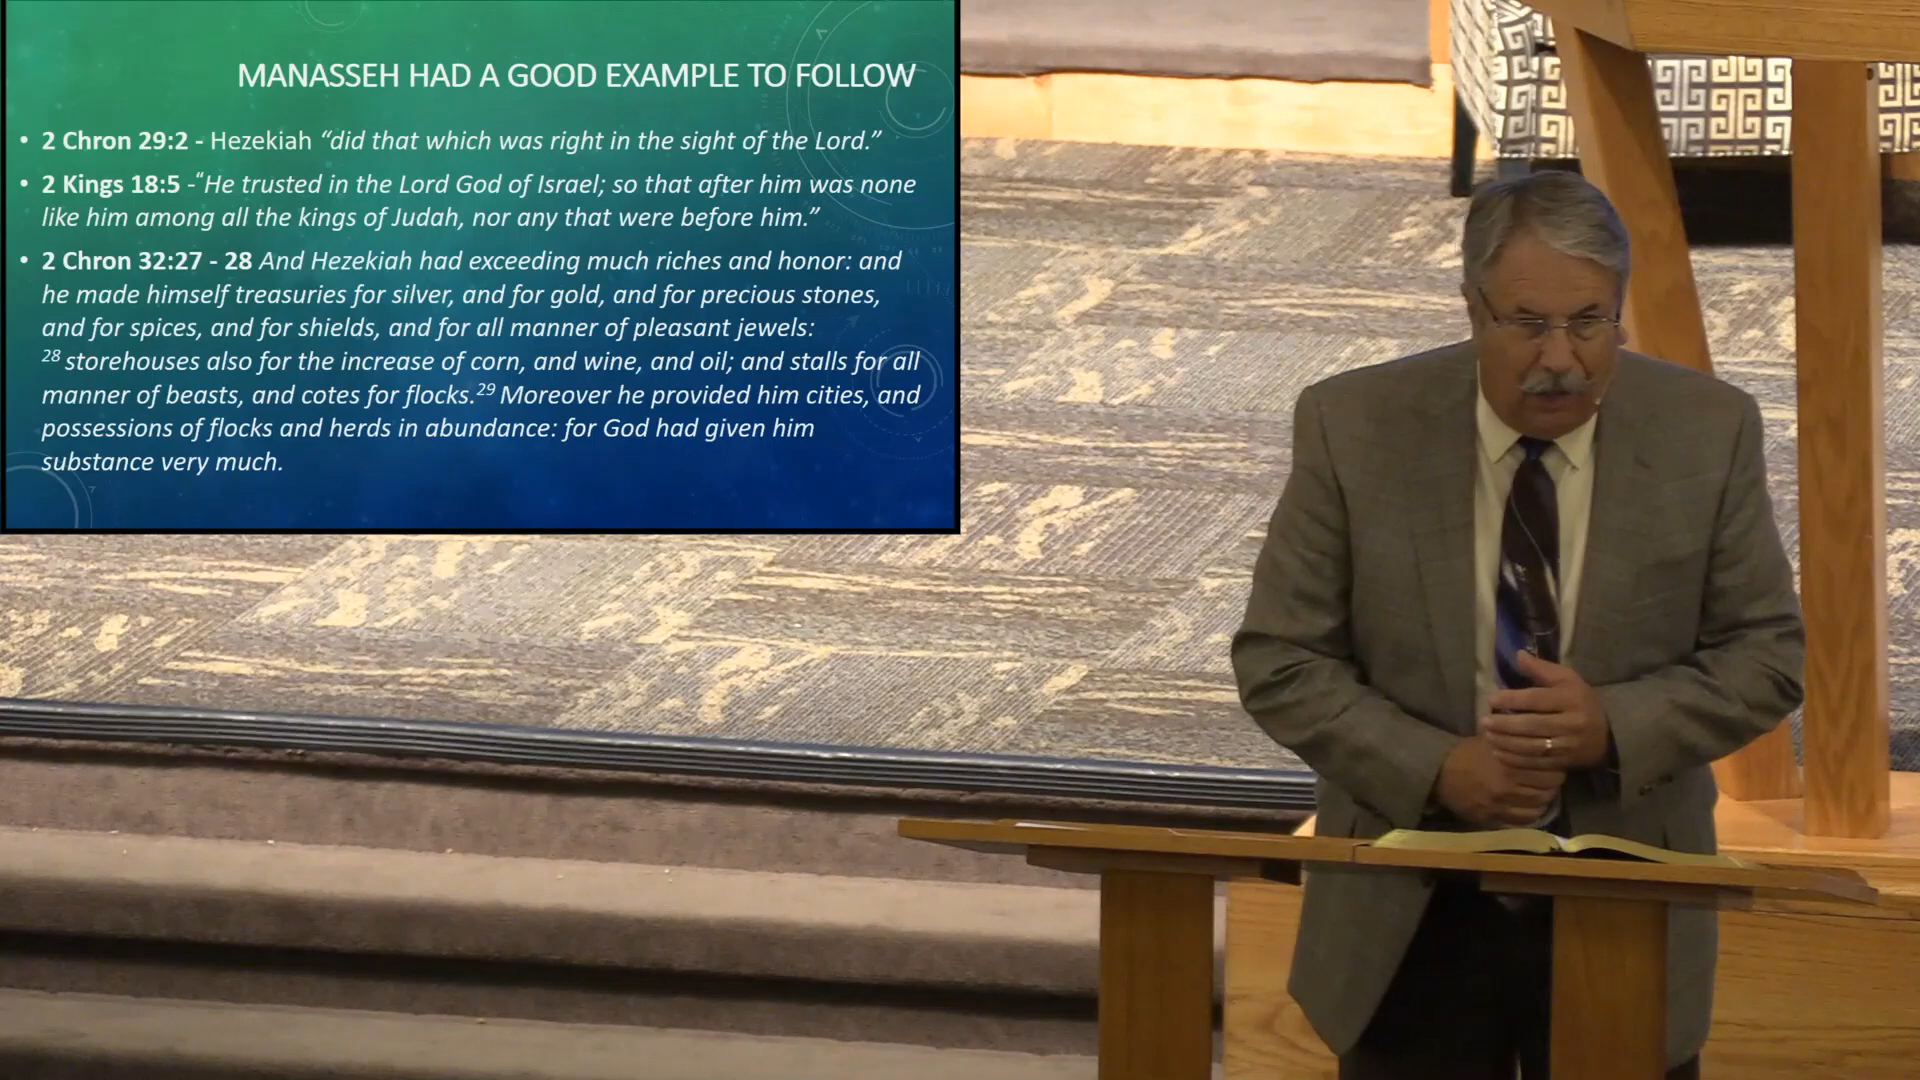 MANASSEH HAD A GOOD EXAMPLE TO FOLLOW
• 2 Chron 29:2 - Hezekiah “did that which was right in the sight of the Lord.”
• 2 Kings 18:5 -“He trusted in the Lord God of Israel; so that after him was none
like him among all the kings of Judah, nor any that were before him.”
• 2 Chron 32:27 - 28 And Hezekiah had exceeding much riches and honor: and
he made himself treasuries for silver, and for gold, and for precious stones,
and for spices, and for shields, and for all manner of pleasant jewels:
28 storehouses also for the increase of corn, and wine, and oil; and stalls for all
manner of beasts, and cotes for flocks.29 Moreover he provided him cities, and
possessions of flocks and herds in abundance: for God had given him
substance very much.